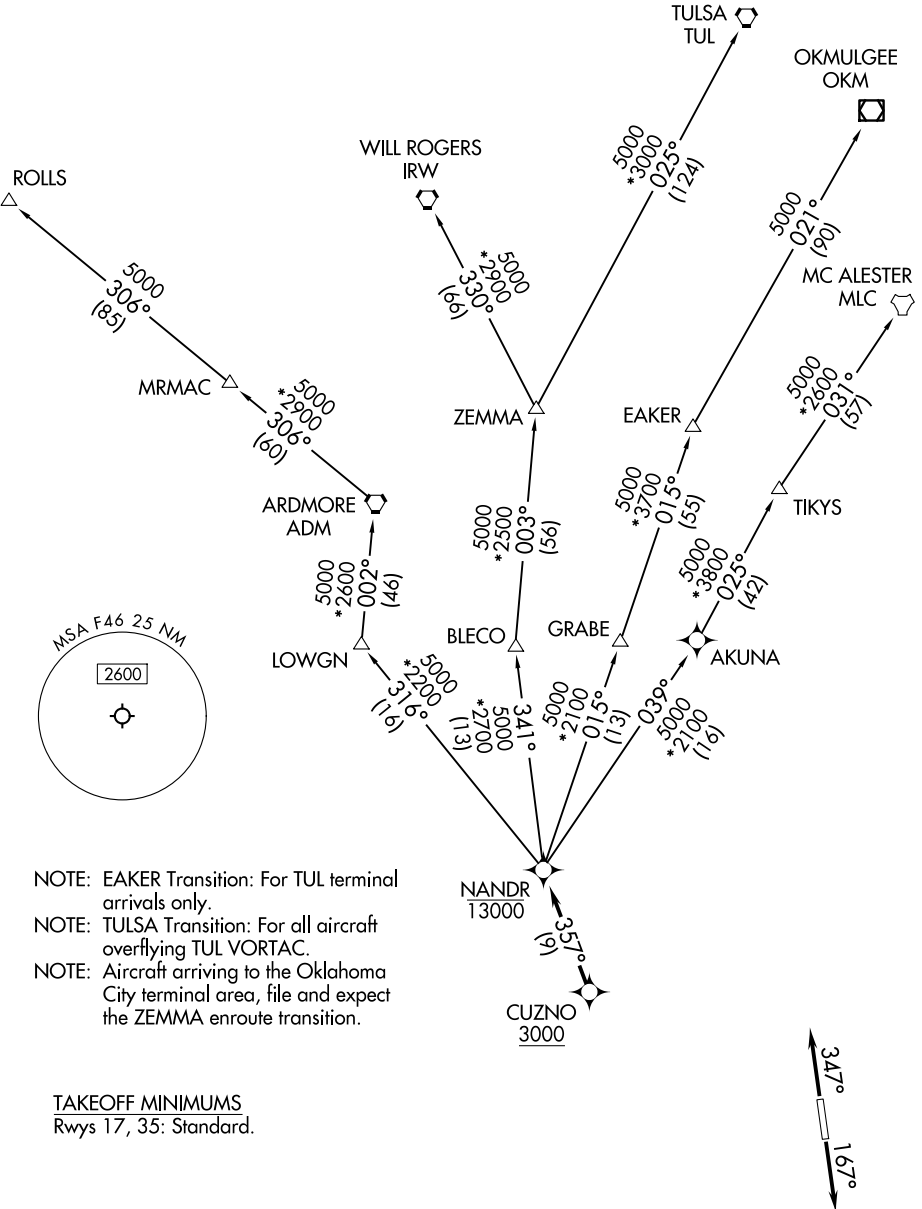 TULSA
TUL
OKMULGEE
OKM
5000
*3000
025°
(124)
WILL ROGERS
IRW
ROLLS
5000
021°
(90)
5000
*2900
330°
(66)
MC ALESTER
MLC
5000
306°
(85)
5000
*2600
031°
(57)
MRMAC
5000
*2900
306°
(60)
ZEMMA
EAKER
ARDMORE
ADM
5000
*2500
003°
(56)
5000
*3700
015°
(55)
TIKYS
5000
*2600
002°
(46)
5000
*3800
025°
(42)
MSA F46 25 NM
2600
LOWGN
BLECO
GRABE
AKUNA
5000
*2200
316°
(16)
341°
5000
*2700
(13)
5000
*2100
015°
(13)
039°
5000
*2100
(16)
NOTE: EAKER Transition: For TUL terminal
arrivals only.
NOTE: TULSA Transition: For all aircraft
overflying TUL VORTAC.
NOTE: Aircraft arriving to the Oklahoma
City terminal area, file and expect
the ZEMMA enroute transition.
NANDR
13000
357°
(9)
CUZNO
3000
347°
167°
TAKEOFF MINIMUMS
Rwys 17, 35: Standard.